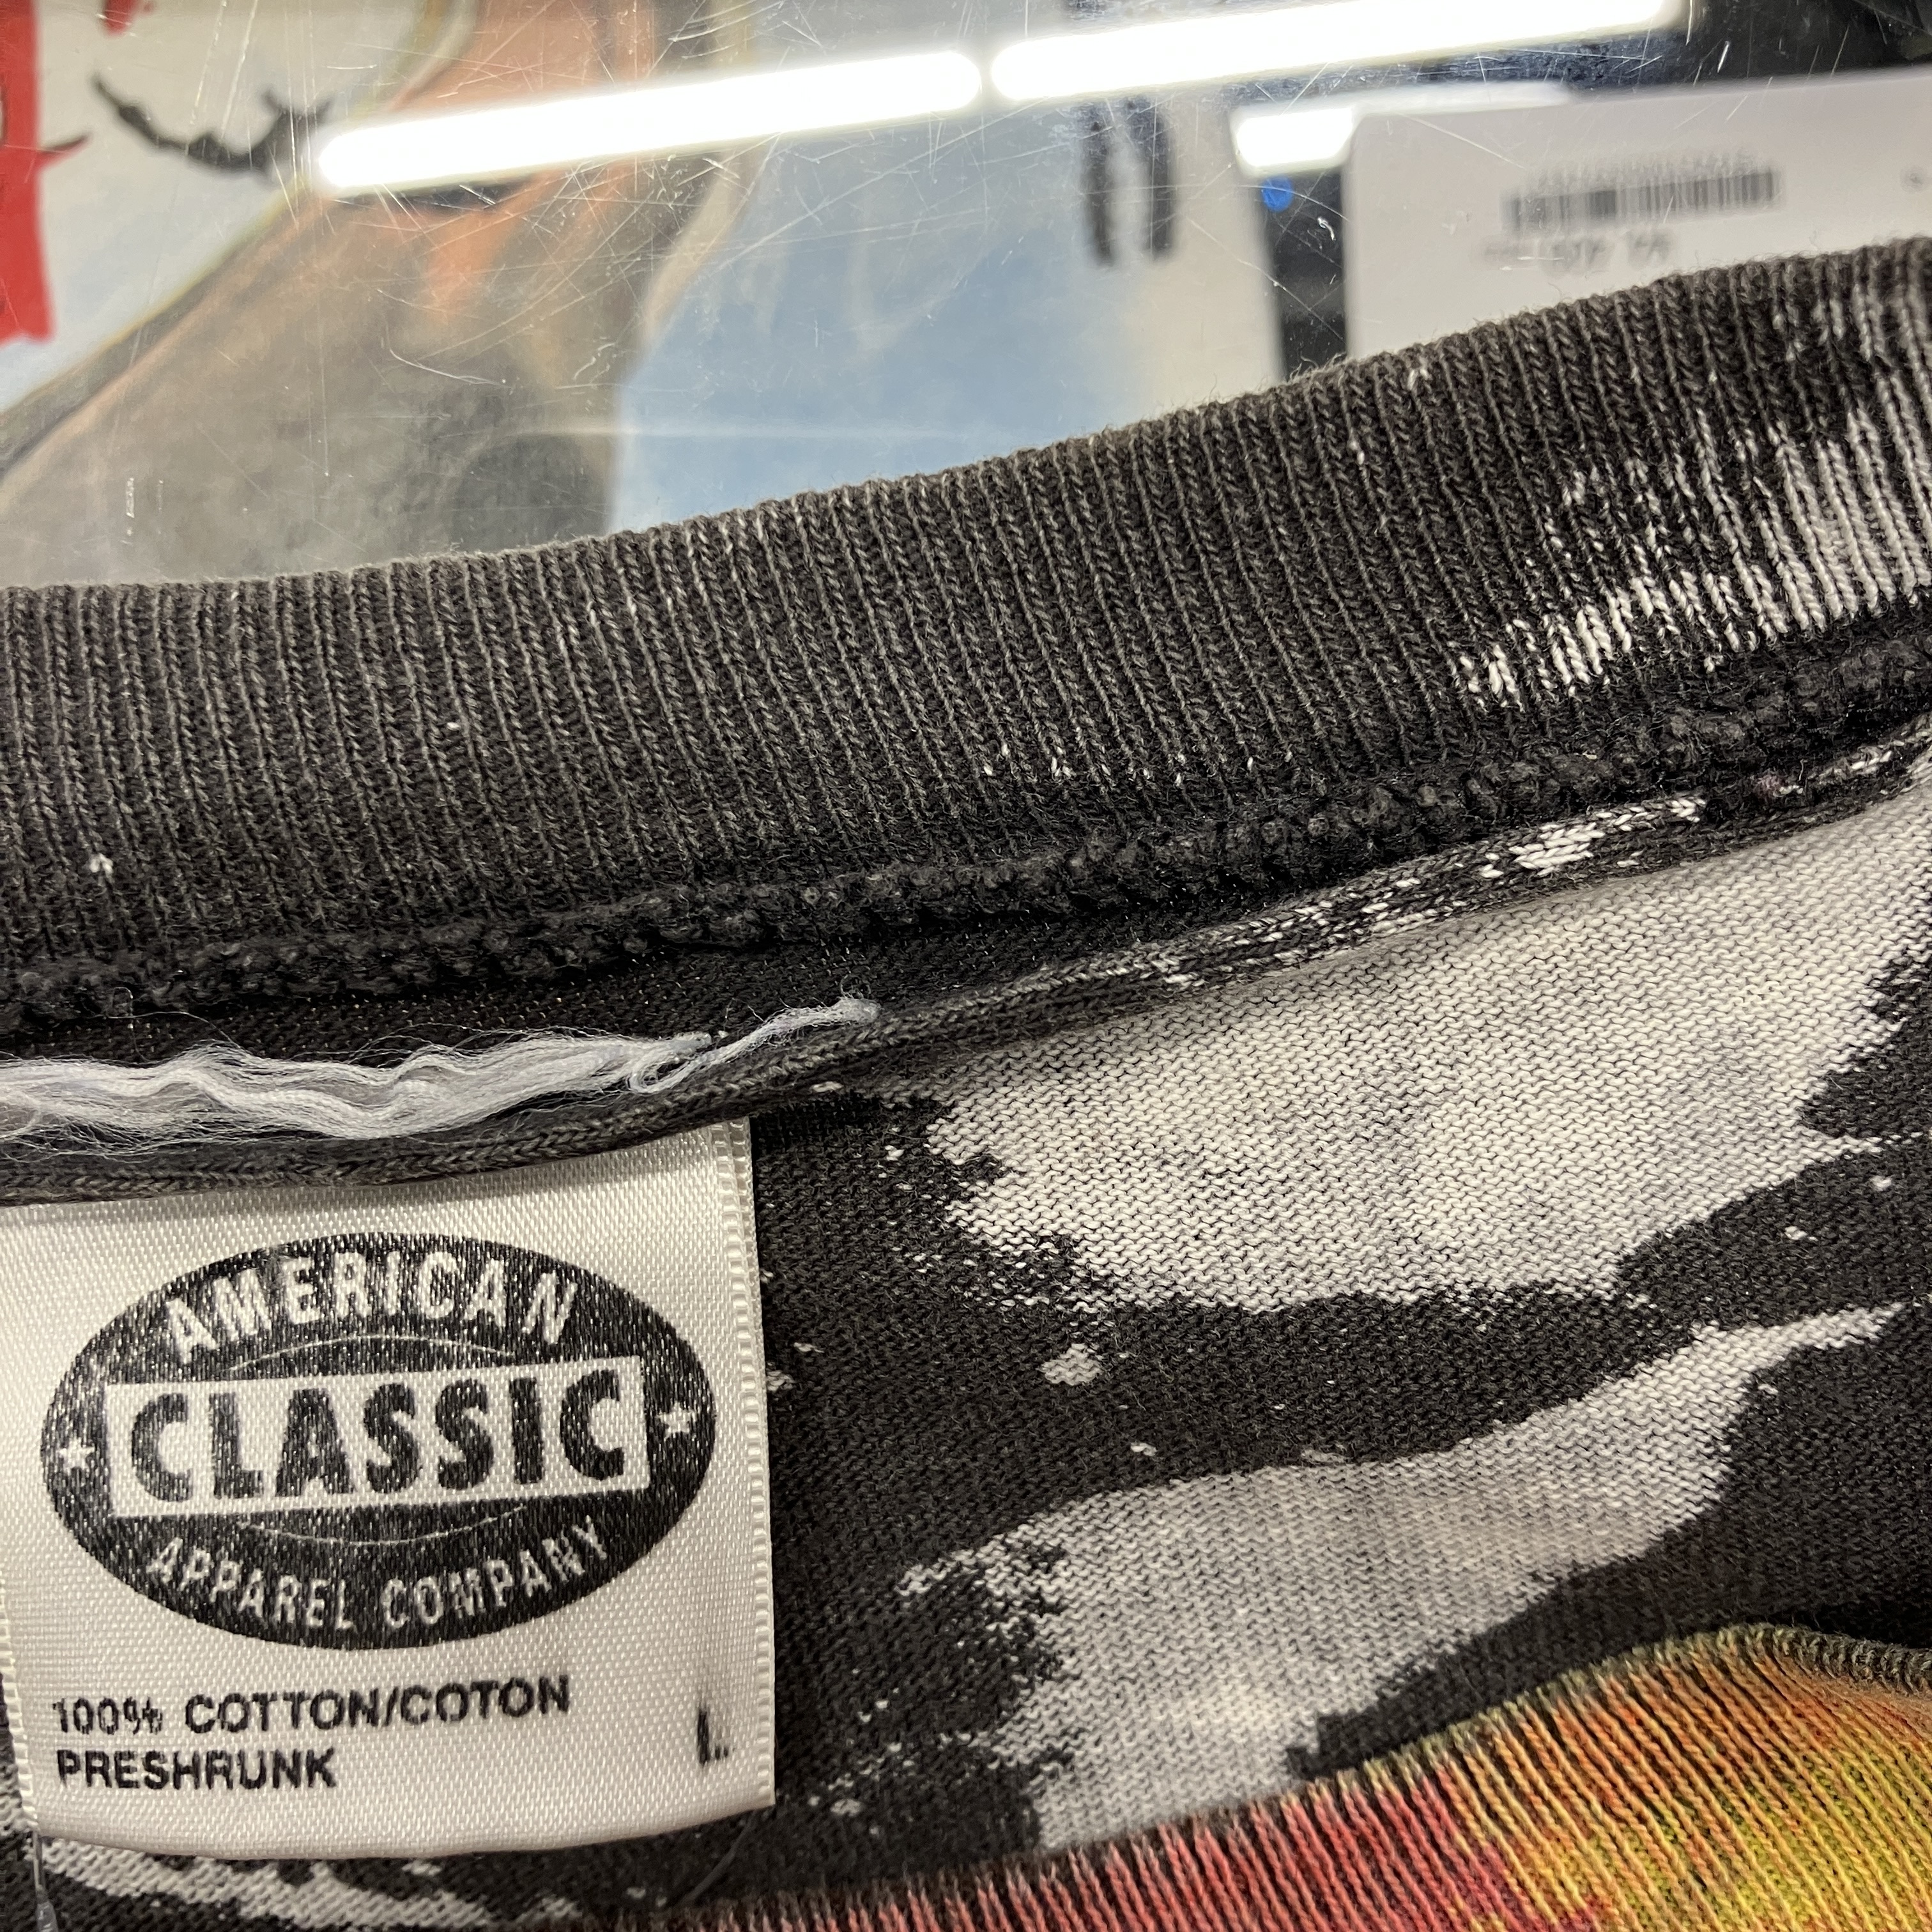 AMERICAN
CLASSIC
APPAREL COMPANY
100% COTTON/COTON
PRESHRUNK L.